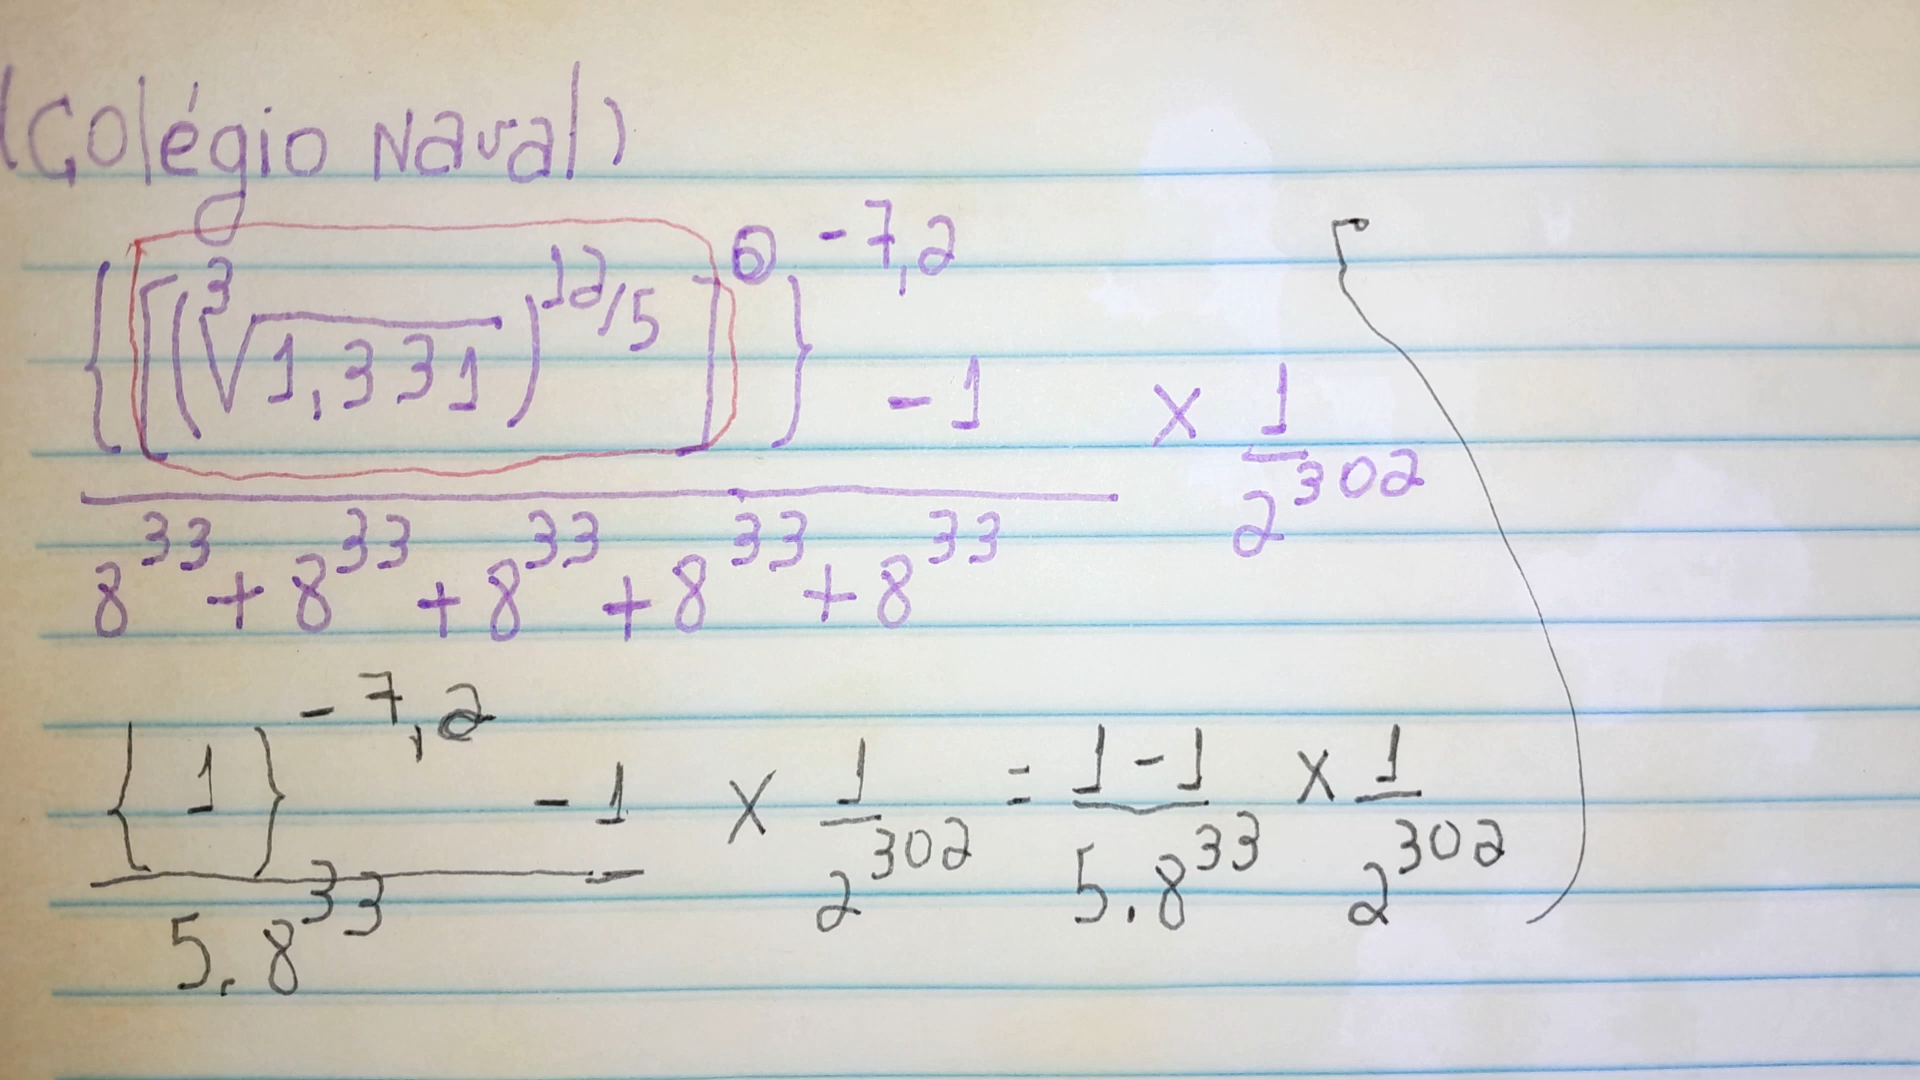 (Colégio Naval)
{[(∛1,331)^12/5]^0}^-7,2 - 1 × 1/2^302
8^33 + 8^33 + 8^33 + 8^33 + 8^33
{1}^-7,2 - 1 × 1/2^302 = 1-1/5.8^33 × 1/2^302
5.8^33